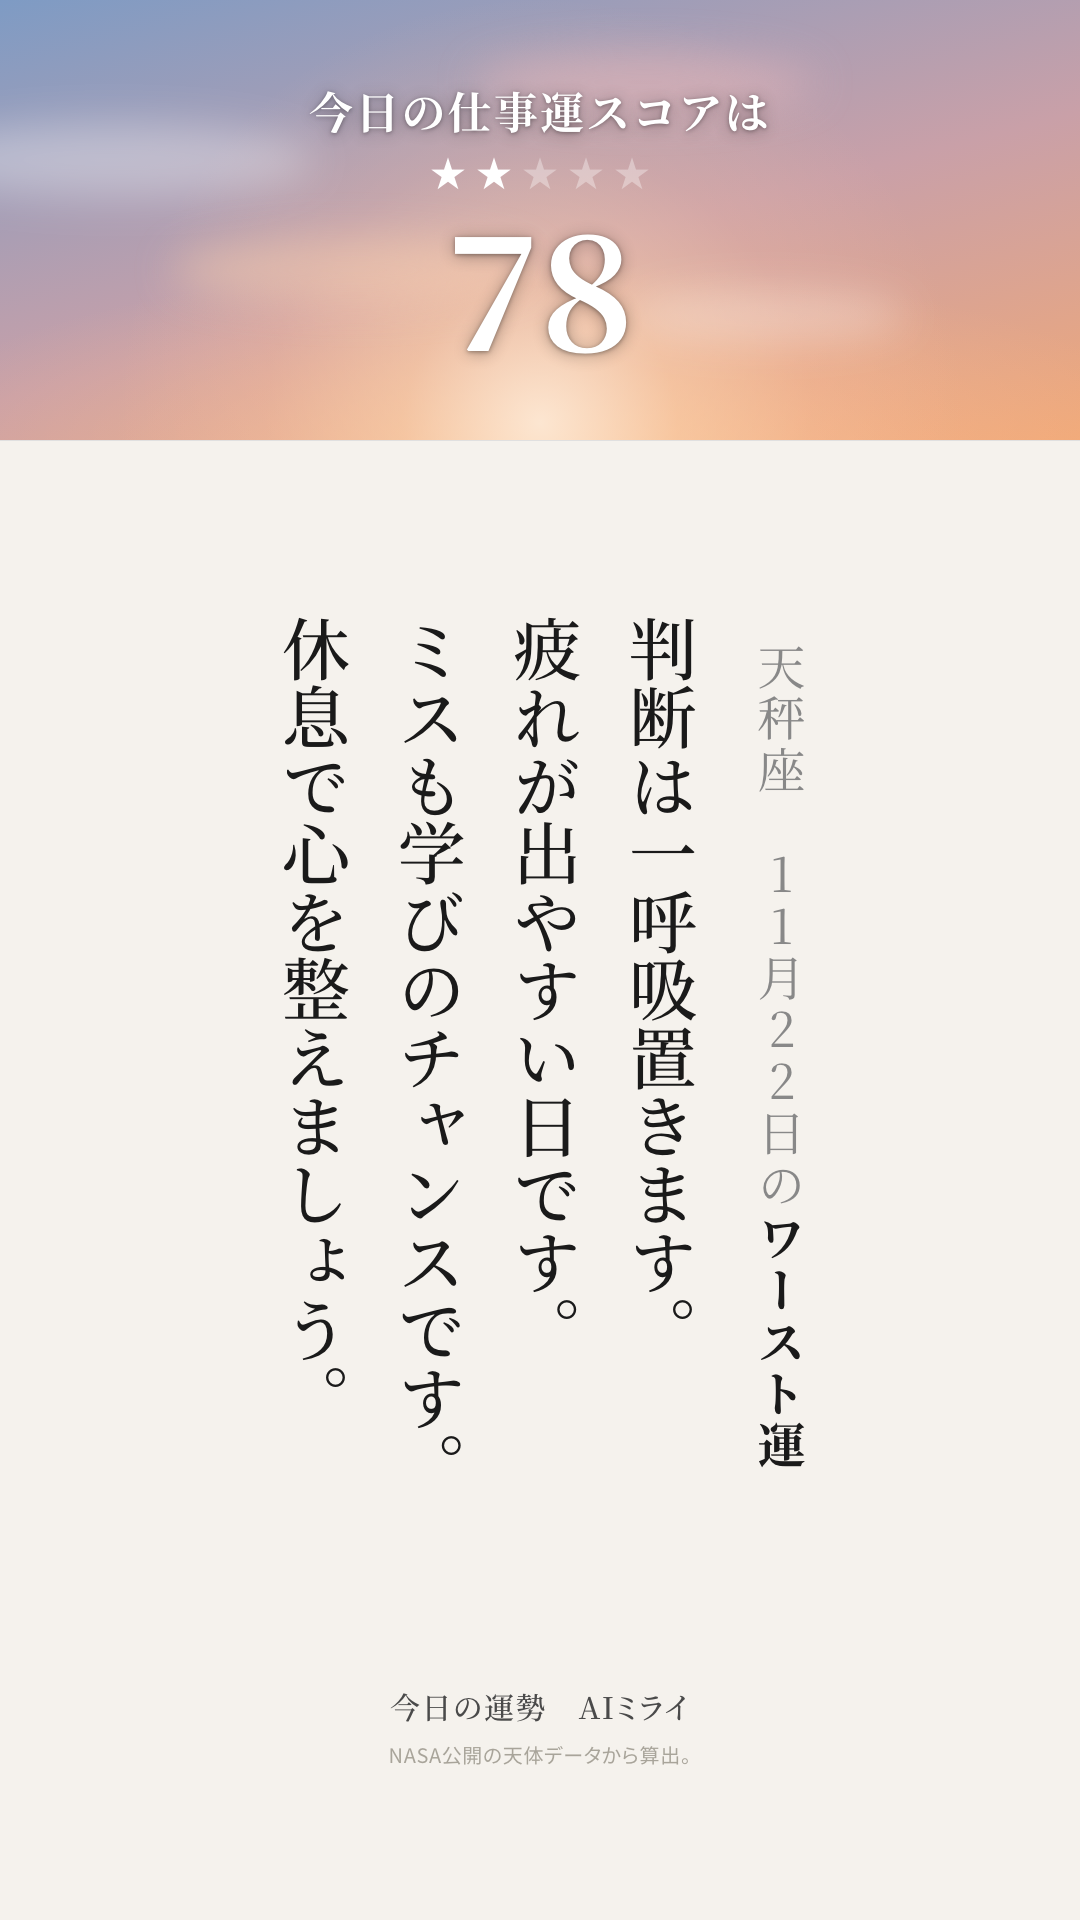 今日の仕事運スコアは
★★★★★
78
天秤座　11月22日のワースト運
判断は一呼吸置きます。
疲れが出やすい日です。
ミスも学びのチャンスです。
休息で心を整えましょう。
今日の運勢　AIミライ
NASA公開の天体データから算出。